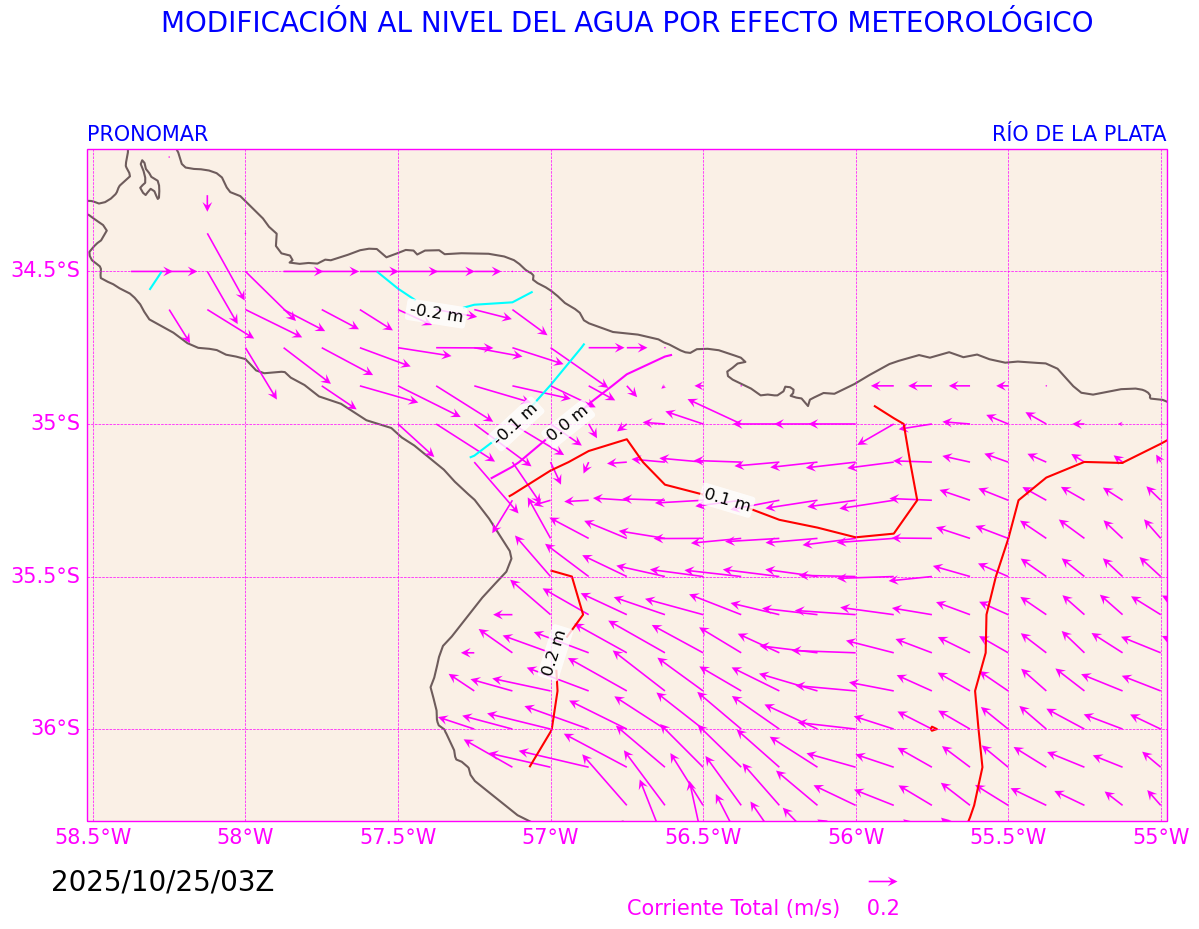 MODIFICACIÓN AL NIVEL DEL AGUA POR EFECTO METEOROLÓGICO
PRONOMAR
RÍO DE LA PLATA
34.5°S
-0.2 m
35°S
-0.1 m
0.0 m
0.1 m
35.5°S
0.2 m
36°S
58.5°W
58°W
57.5°W
57°W
56.5°W
56°W
55.5°W
55°W
2025/10/25/03Z
Corriente Total (m/s)
0.2